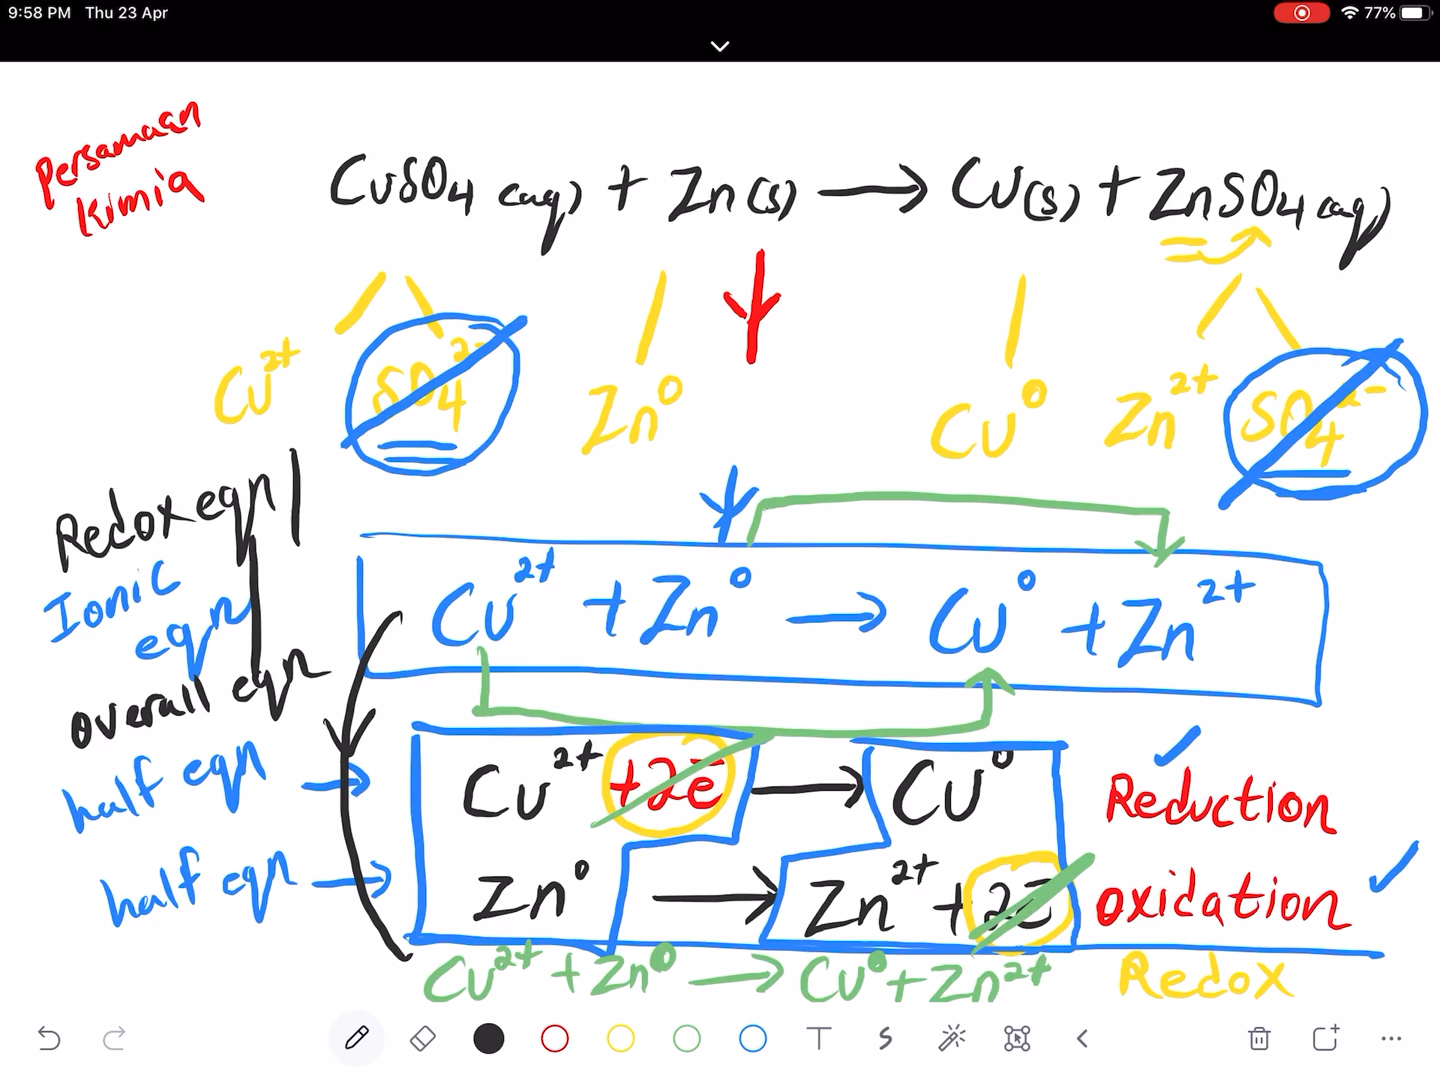 9:58 PM Thu 23 Apr
77%
Persamaan
Kimia
CuSO4 (aq) + Zn(s) → Cu(s) + ZnSO4 (aq)
Cu²⁺ SO4²⁻ Zn⁰ Cu⁰ Zn²⁺ SO4²⁻
Redox eqn
Ionic
eqn
Cu²⁺ + Zn⁰ → Cu⁰ + Zn²⁺
overall eqn
half eqn → Cu²⁺ +2e⁻ → Cu⁰ Reduction
half eqn → Zn⁰ → Zn²⁺ + 2e⁻ oxidation
Cu²⁺ + Zn⁰ → Cu⁰ + Zn²⁺ Redox
T